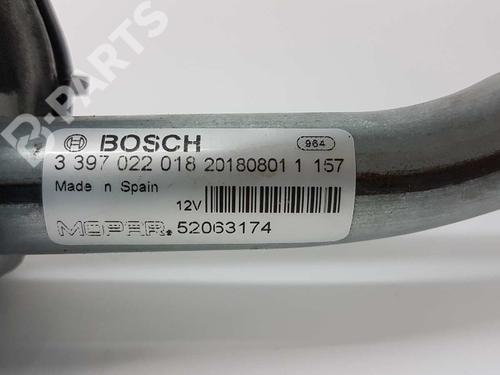 B-PARTS
BOSCH 964
3 397 022 018 20180801 1 157
Made n Spain
12V
MOPAR. 52063174